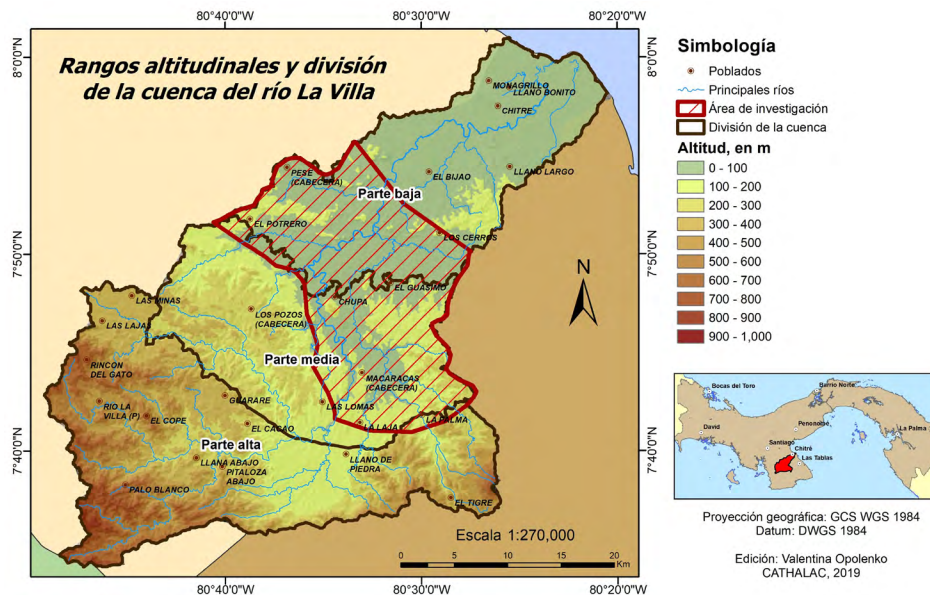 80°40'0"W
80°30'0"W
80°20'0"W
8°0'0"N
7°50'0"N
7°40'0"N
Rangos altitudinales y división
de la cuenca del río La Villa
MONAGRILLO
LLANO BONITO
CHITRE
EL BIJAO
LLANO LARGO
PESE
(CABECERA)
Parte baja
EL POTRERO
LOS CERROS
EL GUASIMO
CHUPA
LAS MINAS
LAS LAJAS
LOS POZOS
(CABECERA)
Parte media
RINCON
DEL GATO
MACARACAS
(CABECERA)
GUARARE
LAS LOMAS
RIO LA
VILLA (P)
EL COPE
EL CACAO
LA LAJA
LA PALMA
Parte alta
LLANA ABAJO
PITALOZA
ABAJO
LLANO DE
PIEDRA
PALO BLANCO
EL TIGRE
Escala 1:270,000
0 5 10 15 20
Km
80°40'0"W
80°30'0"W
80°20'0"W
8°0'0"N
7°50'0"N
7°40'0"N
Simbología
Poblados
Principales ríos
Área de investigación
División de la cuenca
Altitud, en m
0 - 100
100 - 200
200 - 300
300 - 400
400 - 500
500 - 600
600 - 700
700 - 800
800 - 900
900 - 1,000
N
Bocas del Toro
Barrio Norte
David
Penonomé
La Palma
Santiago
Chitré
Las Tablas
Proyección geográfica: GCS WGS 1984
Datum: DWGS 1984
Edición: Valentina Opolenko
CATHALAC, 2019